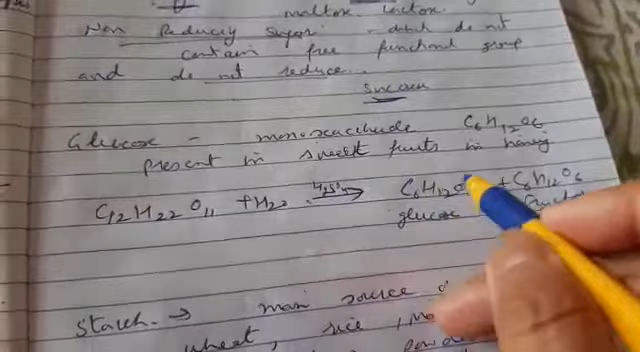 maltose, lactose.
Non Reducing Sugar - which do not
contain free functional group
and do not reduce.
Sucrose
Glucose - monosaccharide C6H12O6
present in sweet fruits in honey
C12H22O11 + H2O H2SO4 → C6H12O + C6H12O6
glucose
Starch. → main source
wheat, rice,